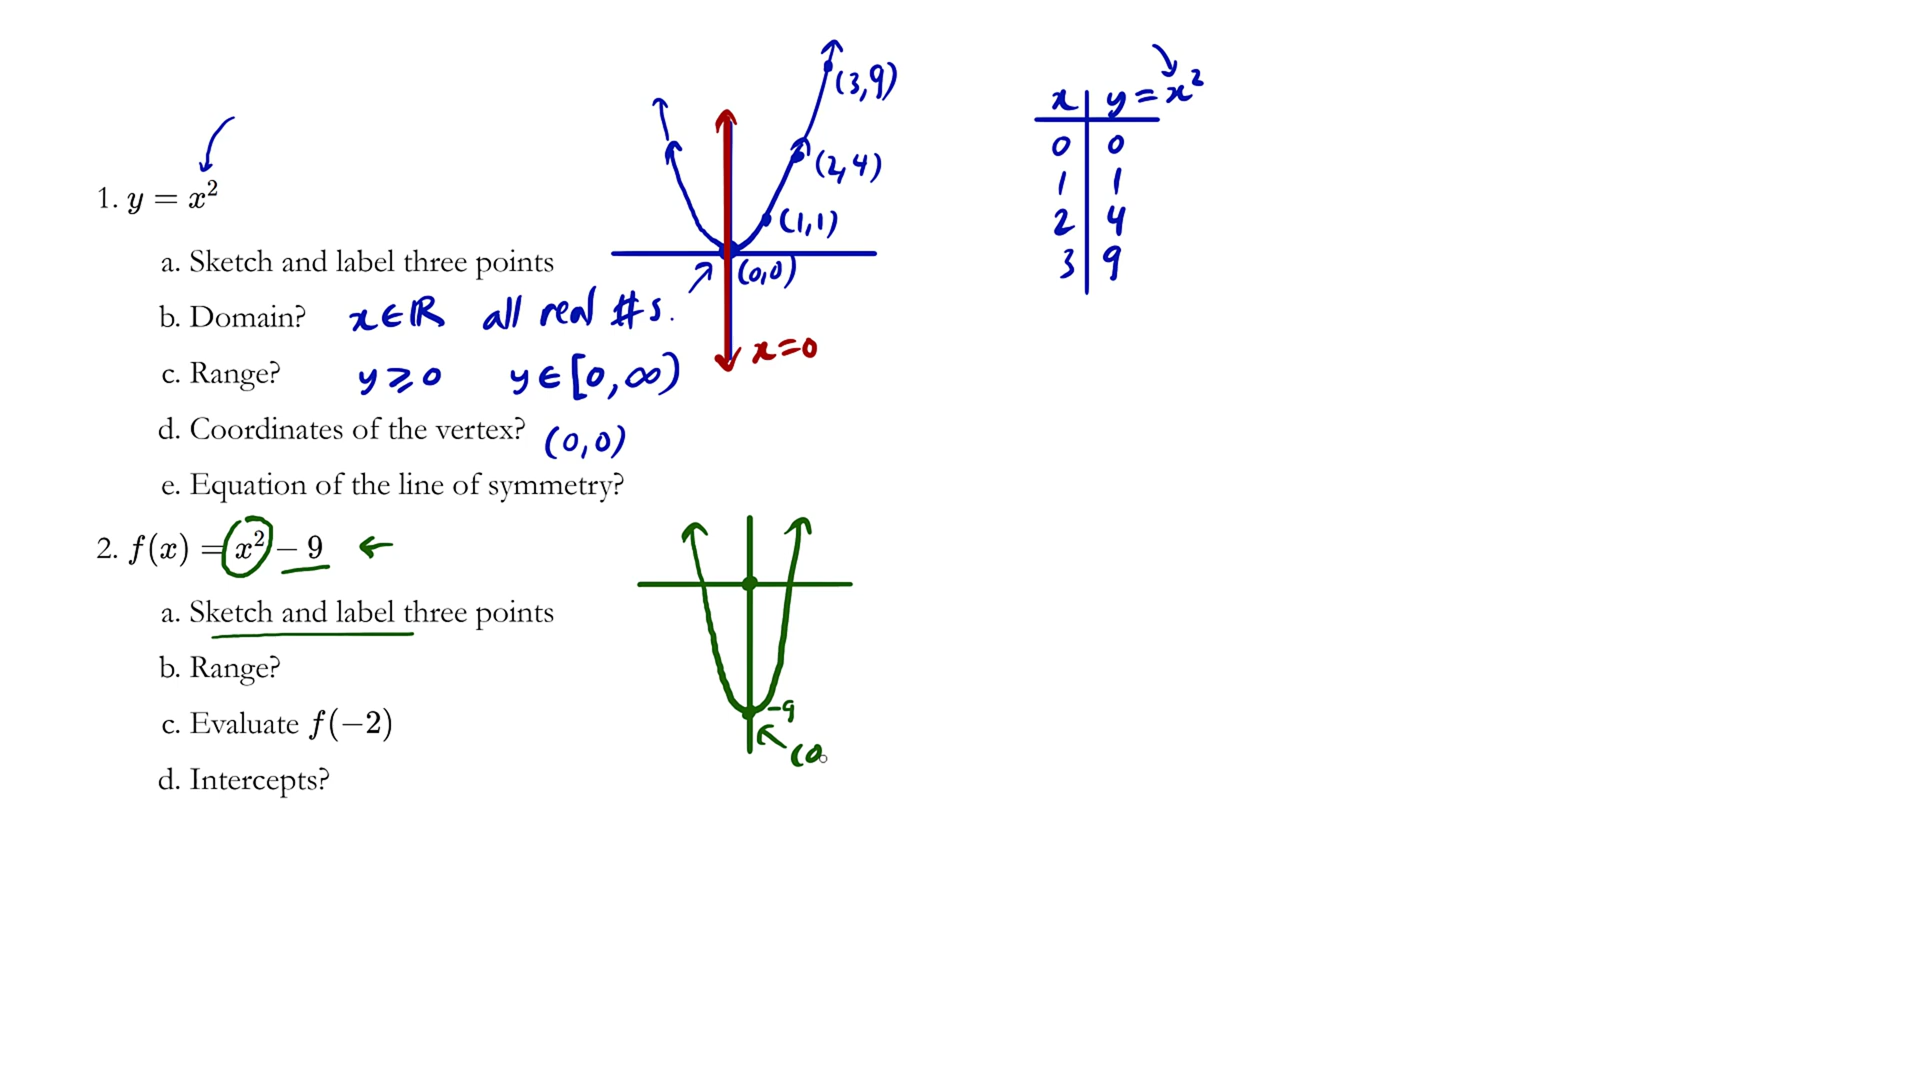 1. y = x²
a. Sketch and label three points
b. Domain? x∈ℝ all real #s.
c. Range? y⩾0 y∈[0,∞)
d. Coordinates of the vertex? (0,0)
e. Equation of the line of symmetry?
(3,9)
(2,4)
(1,1)
(0,0)
x=0
x y=x²
0 0
1 1
2 4
3 9
2. f(x) = x² − 9 ←
a. Sketch and label three points
b. Range?
c. Evaluate f(−2)
d. Intercepts?
-9
(0,